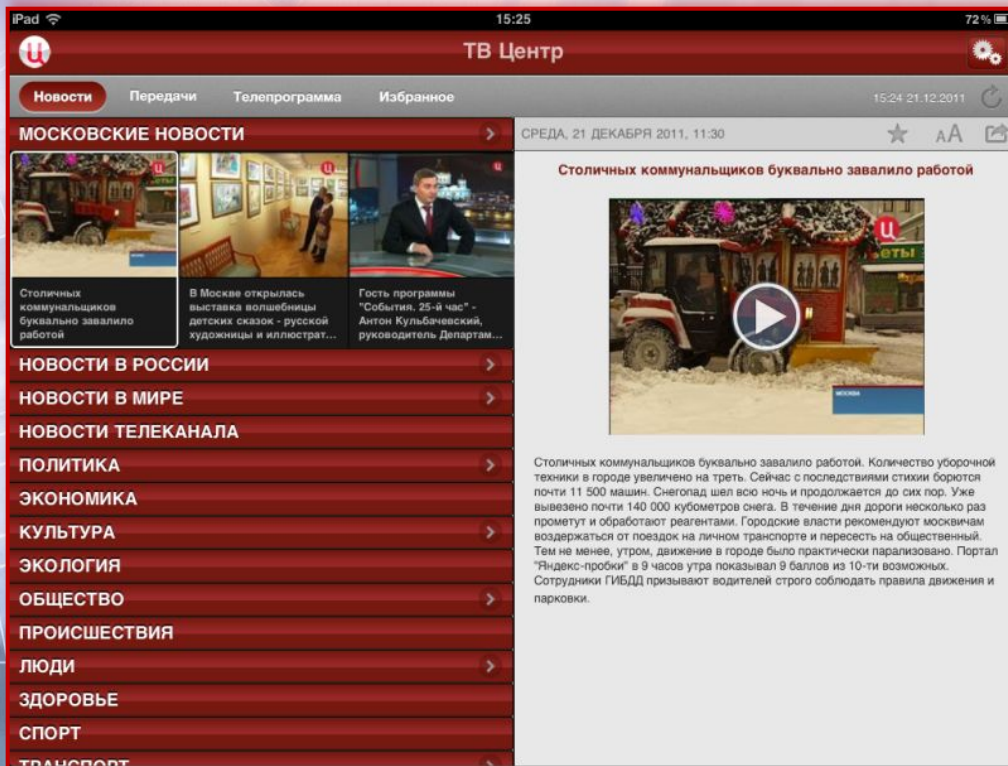 iPad 15:25 72%
ТВ Центр
Новости Передачи Телепрограмма Избранное 15:24 21.12.2011
МОСКОВСКИЕ НОВОСТИ
Столичных
коммунальщиков
буквально завалило
работой
В Москве открылась
выставка волшебницы
детских сказок - русской
художницы и иллюстрат...
Гость программы
"События. 25-й час" -
Антон Кульбачевский,
руководитель Департам...
НОВОСТИ В РОССИИ
НОВОСТИ В МИРЕ
НОВОСТИ ТЕЛЕКАНАЛА
ПОЛИТИКА
ЭКОНОМИКА
КУЛЬТУРА
ЭКОЛОГИЯ
ОБЩЕСТВО
ПРОИСШЕСТВИЯ
ЛЮДИ
ЗДОРОВЬЕ
СПОРТ
ТРАНСПОРТ
СРЕДА, 21 ДЕКАБРЯ 2011, 11:30 AA
Столичных коммунальщиков буквально завалило работой
МОСКВА
Столичных коммунальщиков буквально завалило работой. Количество уборочной
техники в городе увеличено на треть. Сейчас с последствиями стихии борются
почти 11 500 машин. Снегопад шел всю ночь и продолжается до сих пор. Уже
вывезено почти 140 000 кубометров снега. В течение дня дороги несколько раз
прометут и обработают реагентами. Городские власти рекомендуют москвичам
воздержаться от поездок на личном транспорте и пересесть на общественный.
Тем не менее, утром, движение в городе было практически парализовано. Портал
"Яндекс-пробки" в 9 часов утра показывал 9 баллов из 10-ти возможных.
Сотрудники ГИБДД призывают водителей строго соблюдать правила движения и
парковки.